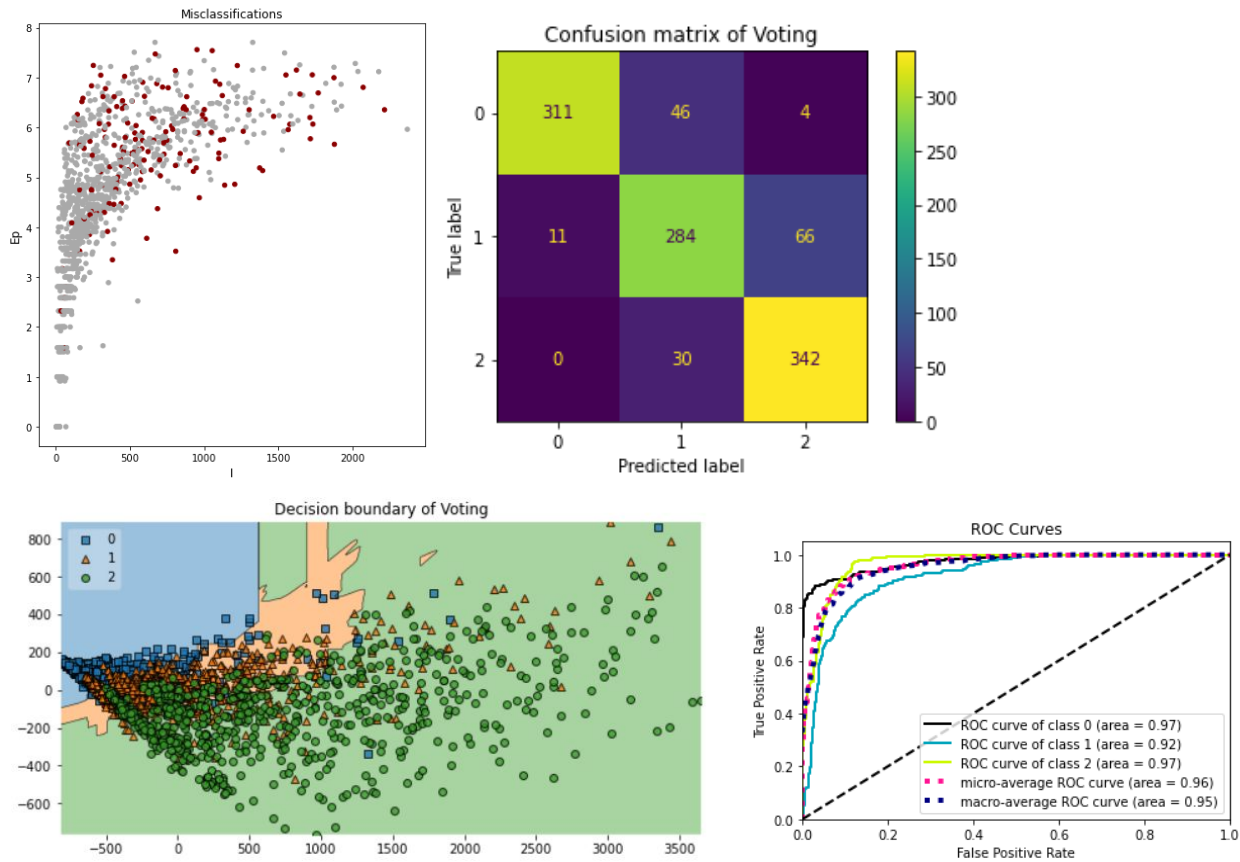 Misclassifications
8
7
6
5
4
3
2
1
0
Ep
0 500 1000 1500 2000
I
Confusion matrix of Voting
0
1
2
True label
311 46 4
11 284 66
0 30 342
0 1 2
Predicted label
300
250
200
150
100
50
0
Decision boundary of Voting
0
1
2
800
600
400
200
0
−200
−400
−600
−500 0 500 1000 1500 2000 2500 3000 3500
ROC Curves
1.0
0.8
0.6
0.4
0.2
0.0
True Positive Rate
ROC curve of class 0 (area = 0.97)
ROC curve of class 1 (area = 0.92)
ROC curve of class 2 (area = 0.97)
micro-average ROC curve (area = 0.96)
macro-average ROC curve (area = 0.95)
0.0 0.2 0.4 0.6 0.8 1.0
False Positive Rate